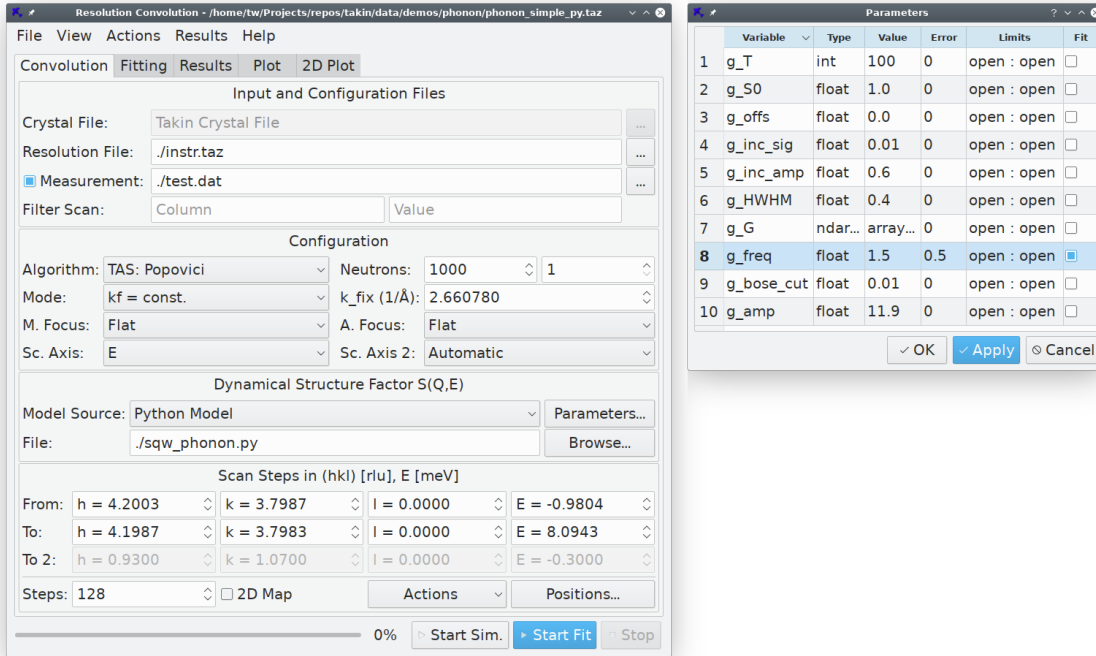 Resolution Convolution - /home/tw/Projects/repos/takin/data/demos/phonon/phonon_simple_py.taz
File View Actions Results Help
Convolution Fitting Results Plot 2D Plot
Input and Configuration Files
Crystal File: Takin Crystal File ...
Resolution File: ./instr.taz ...
Measurement: ./test.dat ...
Filter Scan: Column Value
Configuration
Algorithm: TAS: Popovici Neutrons: 1000 1
Mode: kf = const. k_fix (1/Å): 2.660780
M. Focus: Flat A. Focus: Flat
Sc. Axis: E Sc. Axis 2: Automatic
Dynamical Structure Factor S(Q,E)
Model Source: Python Model Parameters...
File: ./sqw_phonon.py Browse...
Scan Steps in (hkl) [rlu], E [meV]
From: h = 4.2003 k = 3.7987 l = 0.0000 E = -0.9804
To: h = 4.1987 k = 3.7983 l = 0.0000 E = 8.0943
To 2: h = 0.9300 k = 1.0700 l = 0.0000 E = -0.3000
Steps: 128 2D Map Actions Positions...
0% Start Sim. Start Fit Stop
Parameters
Variable Type Value Error Limits Fit
1 g_T int 100 0 open : open
2 g_S0 float 1.0 0 open : open
3 g_offs float 0.0 0 open : open
4 g_inc_sig float 0.01 0 open : open
5 g_inc_amp float 0.6 0 open : open
6 g_HWHM float 0.4 0 open : open
7 g_G ndar... array... 0 open : open
8 g_freq float 1.5 0.5 open : open
9 g_bose_cut float 0.01 0 open : open
10 g_amp float 11.9 0 open : open
OK Apply Cancel